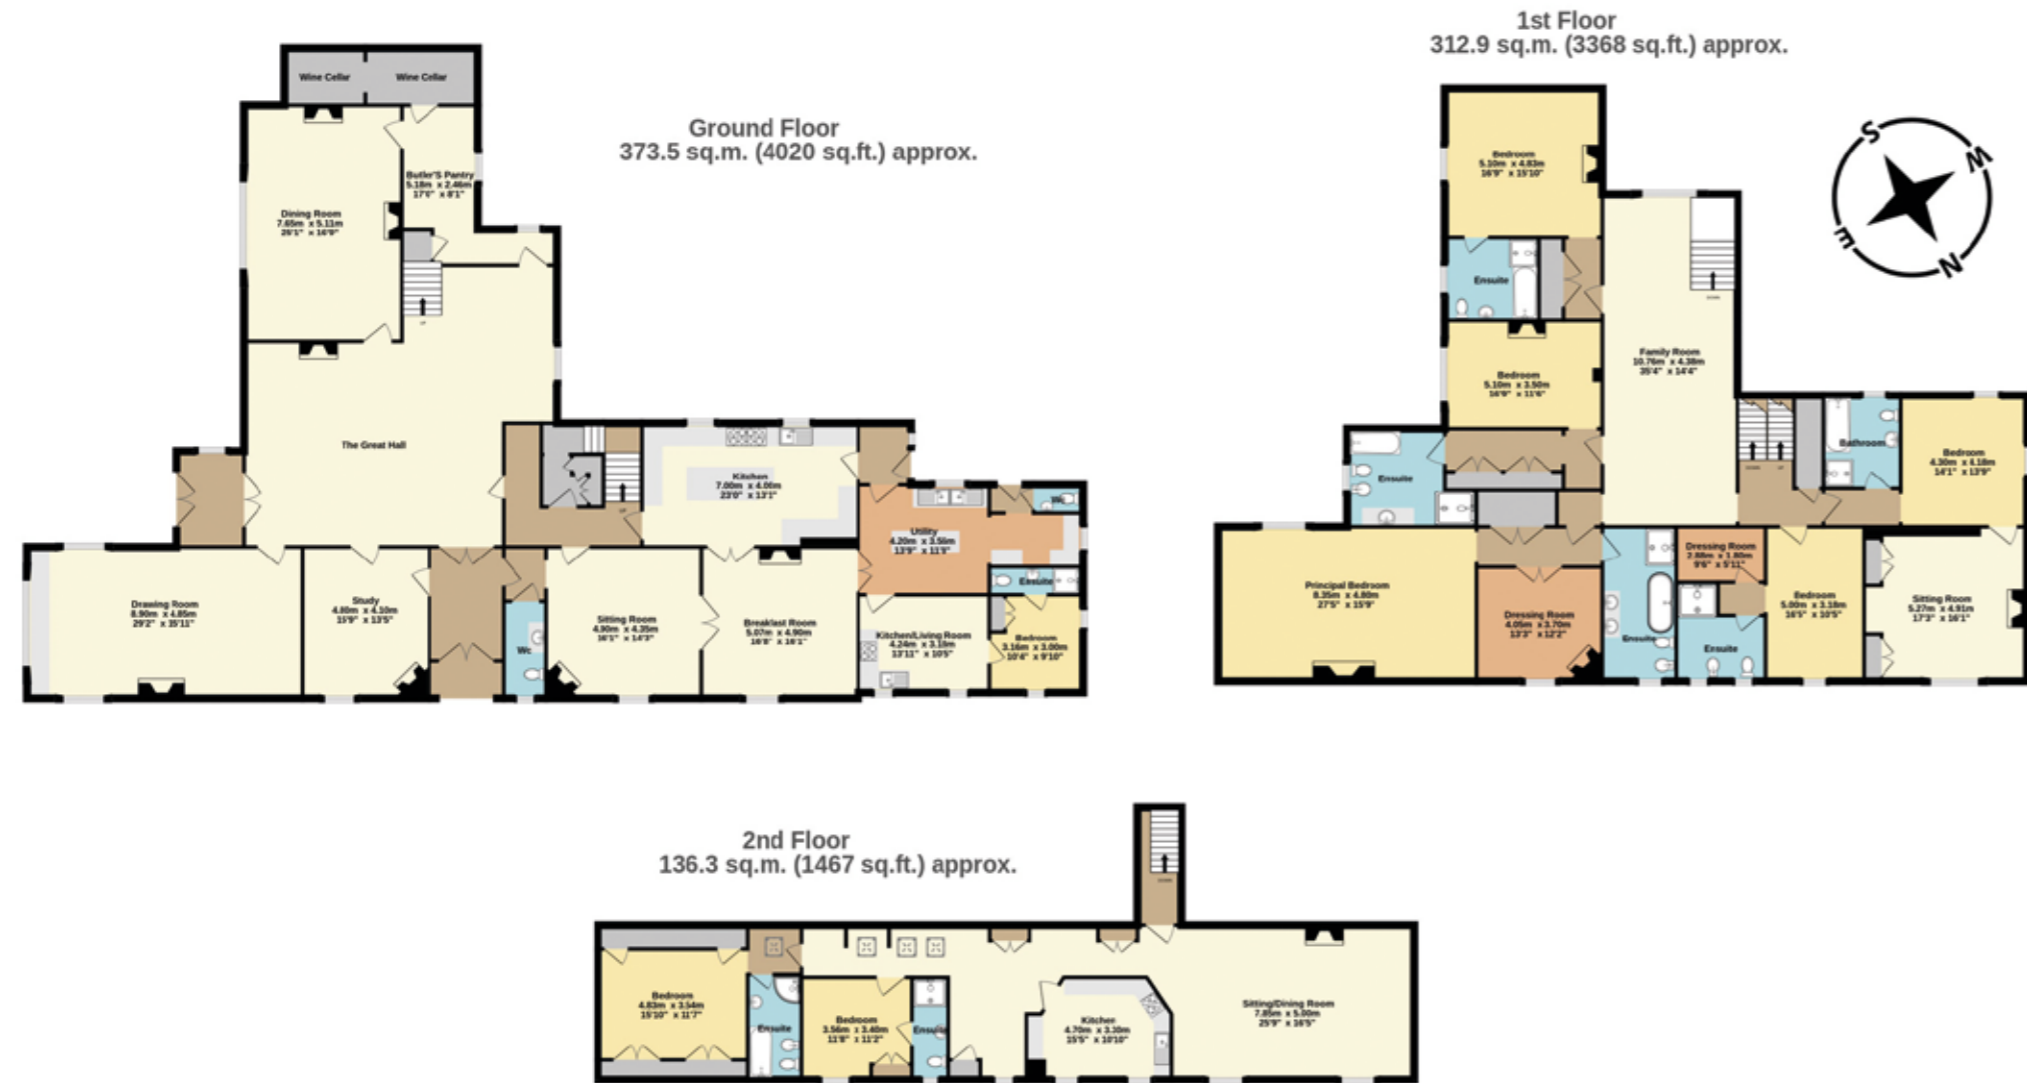 Ground Floor
373.5 sq.m. (4020 sq.ft.) approx.
Wine Cellar
Wine Cellar
Dining Room
7.65m x 5.11m
25'1" x 16'9"
Butler'S Pantry
5.18m x 2.46m
17'0" x 8'1"
UP
The Great Hall
Kitchen
7.00m x 4.00m
23'0" x 13'1"
UP
Utility
4.20m x 3.58m
Wc
Ensuite
Drawing Room
8.90m x 4.85m
29'2" x 15'11"
Study
4.80m x 4.10m
15'9" x 13'5"
Wc
Sitting Room
4.90m x 4.35m
16'1" x 14'3"
Breakfast Room
5.07m x 4.90m
16'8" x 16'1"
Kitchen/Living Room
4.24m x 3.18m
13'11" x 10'5"
Bedroom
3.16m x 3.00m
10'4" x 9'10"
1st Floor
312.9 sq.m. (3368 sq.ft.) approx.
Bedroom
5.10m x 4.83m
16'9" x 15'10"
Ensuite
DOWN
Bedroom
5.10m x 3.50m
16'9" x 11'6"
Family Room
10.76m x 4.38m
35'4" x 14'4"
Ensuite
DOWN
UP
Bathroom
Bedroom
4.30m x 4.18m
14'1" x 13'9"
Principal Bedroom
8.35m x 4.80m
27'5" x 15'9"
Dressing Room
4.05m x 3.70m
13'3" x 12'2"
Ensuite
Dressing Room
2.88m x 1.80m
9'6" x 5'11"
Ensuite
Bedroom
5.00m x 3.18m
16'5" x 10'5"
Sitting Room
5.27m x 4.91m
17'3" x 16'1"
S
W
E
N
2nd Floor
136.3 sq.m. (1467 sq.ft.) approx.
DOWN
Bedroom
4.83m x 3.54m
15'10" x 11'7"
Ensuite
Bedroom
3.56m x 3.40m
11'8" x 11'2"
Ensuite
Kitchen
4.70m x 3.30m
15'5" x 10'10"
Sitting/Dining Room
7.85m x 5.00m
25'9" x 16'5"